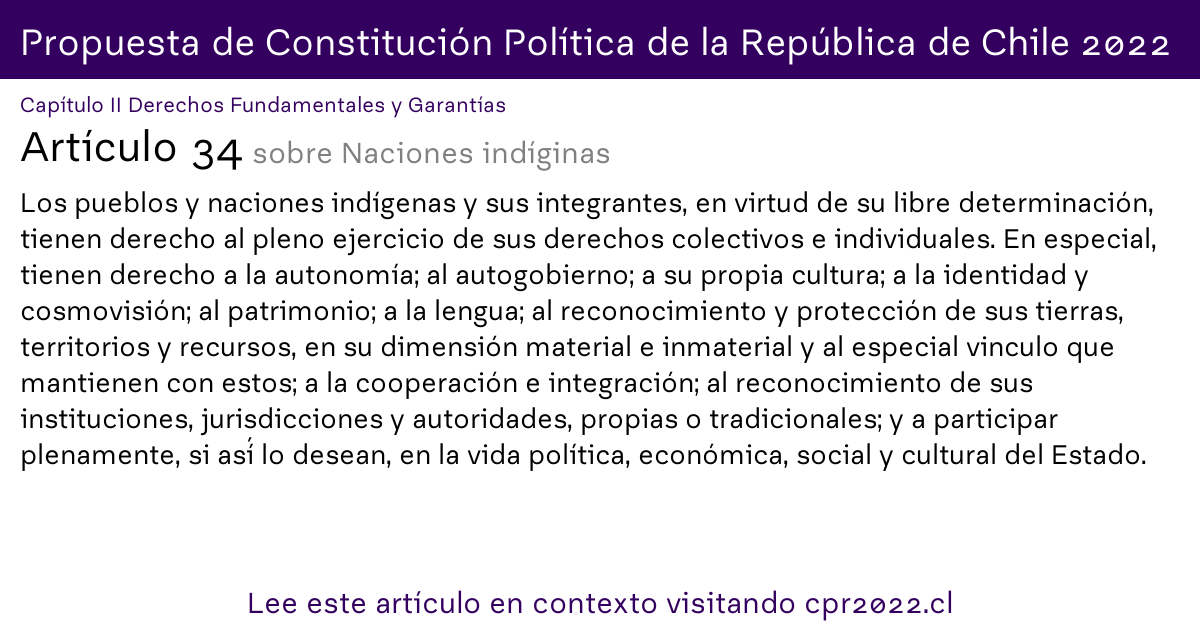 Propuesta de Constitución Política de la República de Chile 2022
Capítulo II Derechos Fundamentales y Garantías
Artículo 34 sobre Naciones indíginas
Los pueblos y naciones indígenas y sus integrantes, en virtud de su libre determinación,
tienen derecho al pleno ejercicio de sus derechos colectivos e individuales. En especial,
tienen derecho a la autonomía; al autogobierno; a su propia cultura; a la identidad y
cosmovisión; al patrimonio; a la lengua; al reconocimiento y protección de sus tierras,
territorios y recursos, en su dimensión material e inmaterial y al especial vinculo que
mantienen con estos; a la cooperación e integración; al reconocimiento de sus
instituciones, jurisdicciones y autoridades, propias o tradicionales; y a participar
plenamente, si así lo desean, en la vida política, económica, social y cultural del Estado.
Lee este artículo en contexto visitando cpr2022.cl